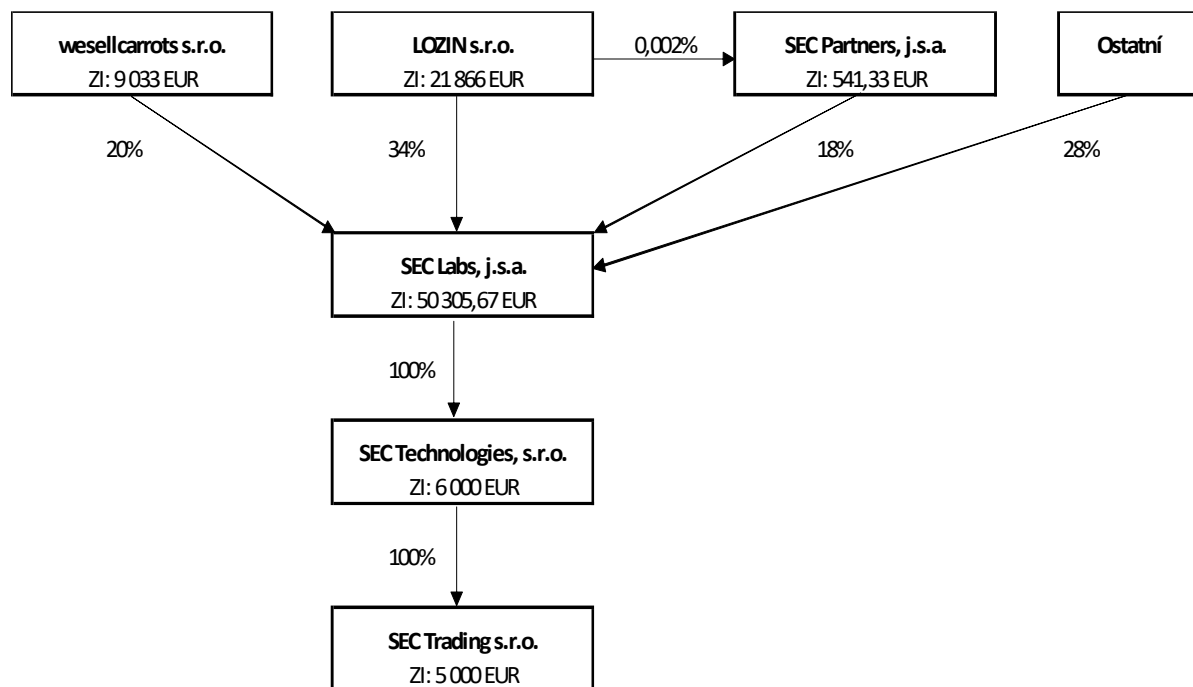 wesellcarrots s.r.o.
ZI: 9 033 EUR
LOZIN s.r.o.
ZI: 21 866 EUR
0,002%
SEC Partners, j.s.a.
ZI: 541,33 EUR
Ostatní
20%
34%
18%
28%
SEC Labs, j.s.a.
ZI: 50 305,67 EUR
100%
SEC Technologies, s.r.o.
ZI: 6 000 EUR
100%
SEC Trading s.r.o.
ZI: 5 000 EUR